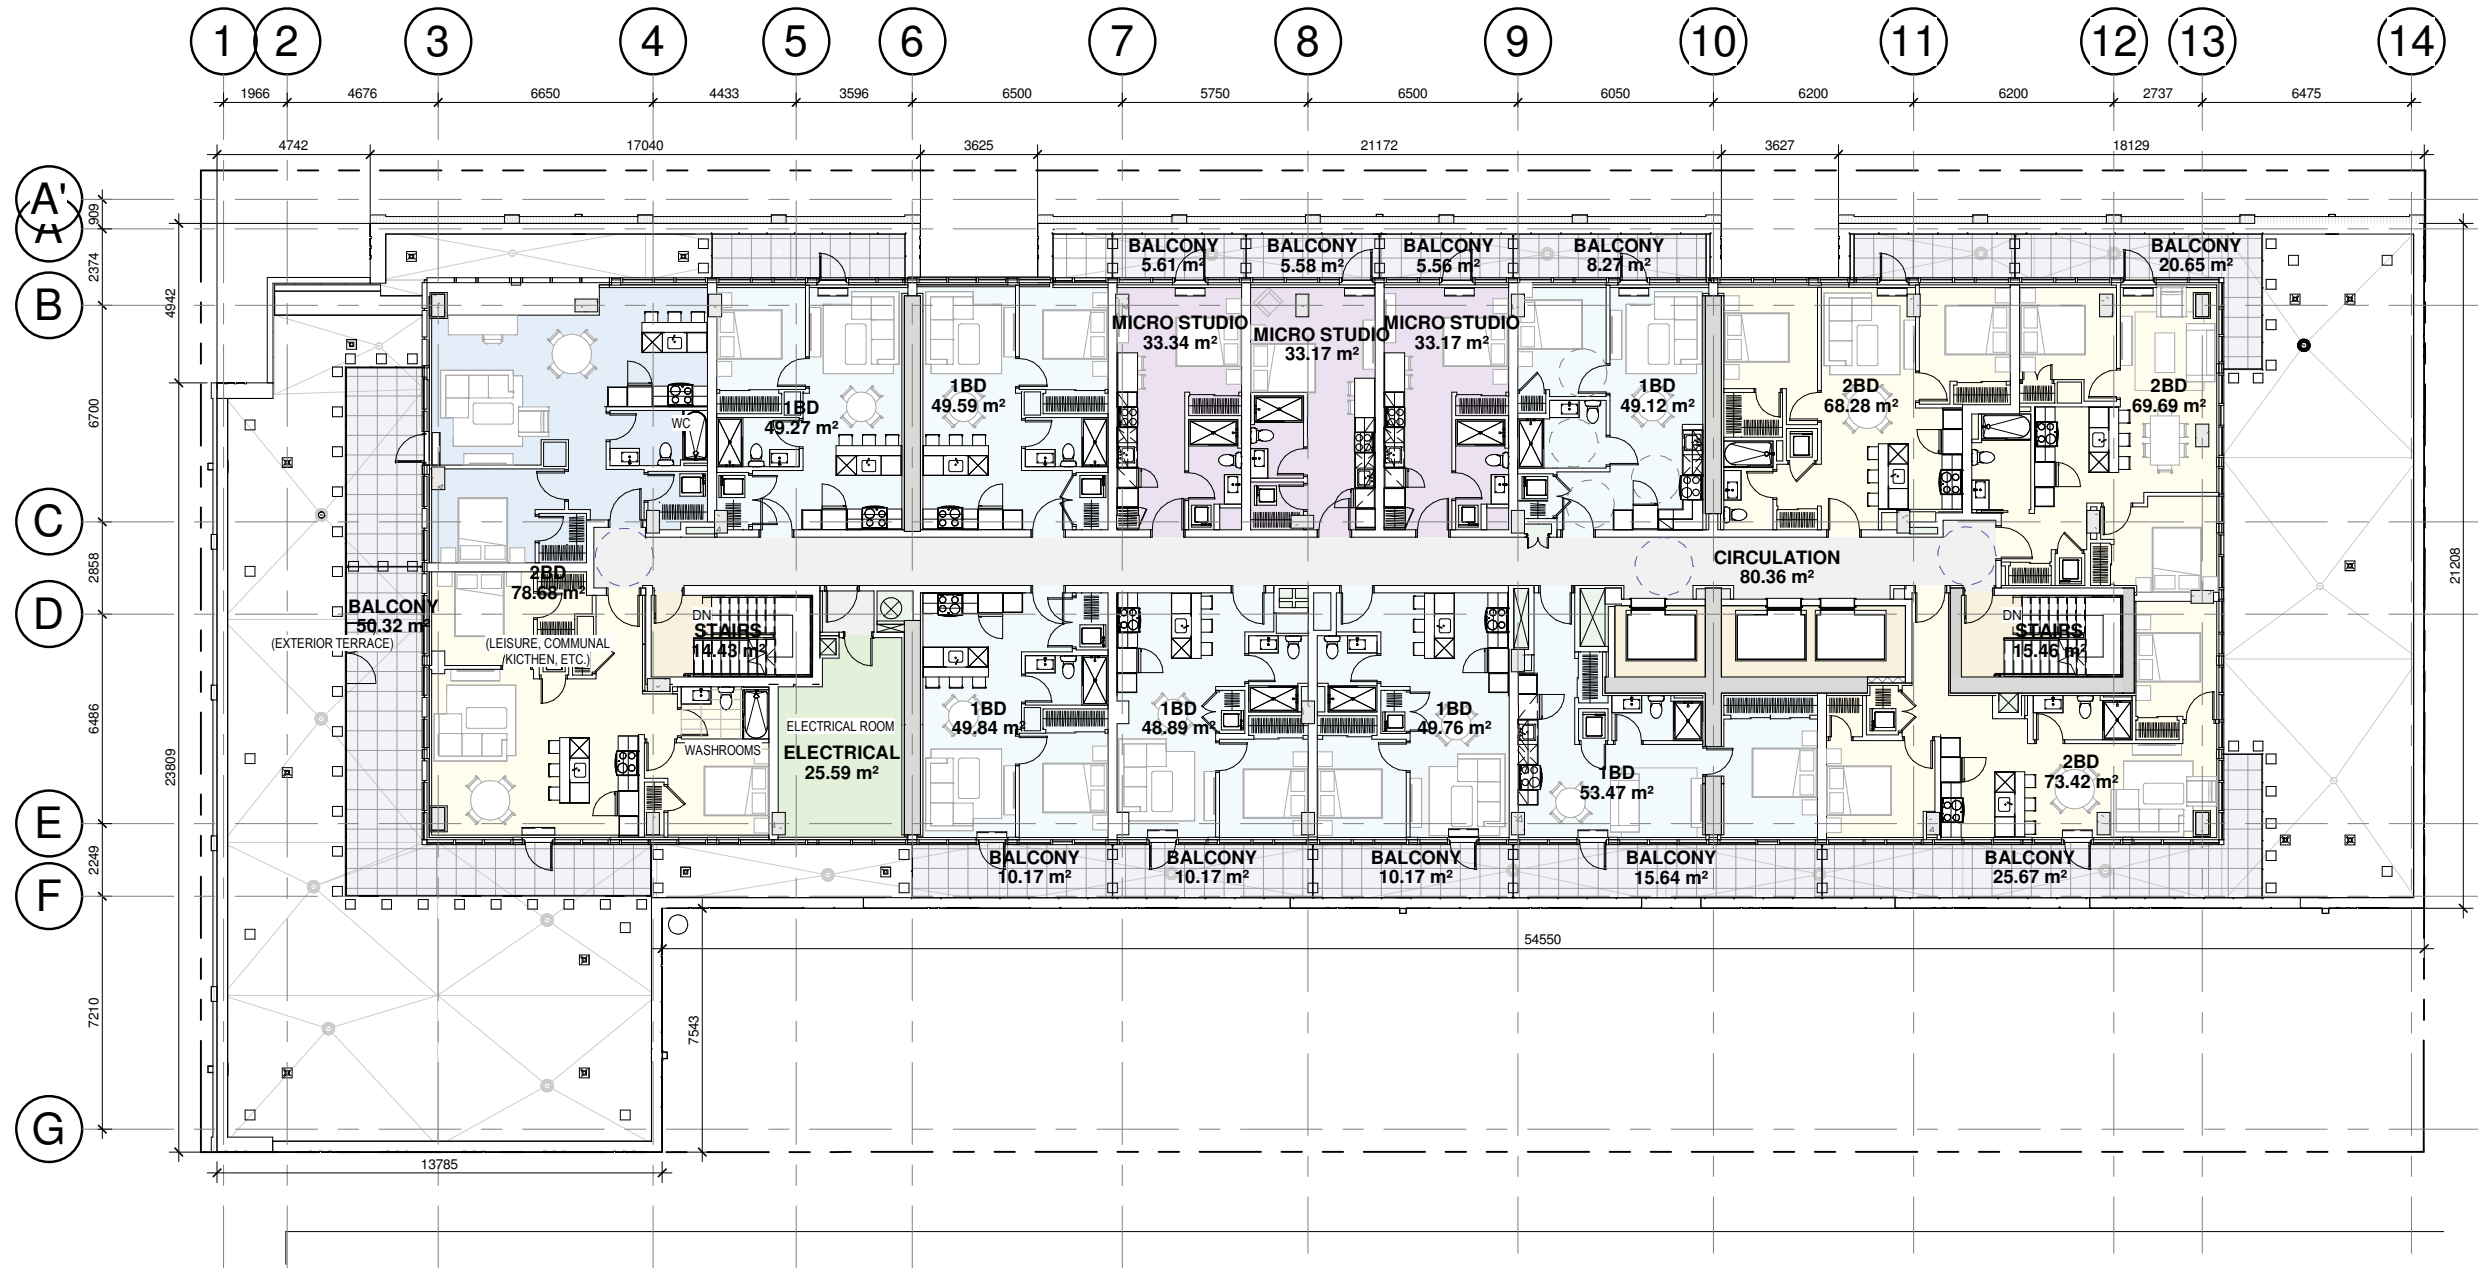 1 2 3 4 5 6 7 8 9 10 11 12 13 14
1966 4676 6650 4433 3596 6500 5750 6500 6050 6200 6200 2737 6475
4742 17040 3625 21172 3627 18129
A'
A
B
C
D
E
F
G
909
2374
6700
2858
6486
2249
7210
4942
23809
21208
BALCONY
5.61 m²
BALCONY
5.58 m²
BALCONY
5.56 m²
BALCONY
8.27 m²
BALCONY
20.65 m²
MICRO STUDIO
33.34 m²
MICRO STUDIO
33.17 m²
MICRO STUDIO
33.17 m²
WC
1BD
49.27 m²
1BD
49.59 m²
1BD
49.12 m²
2BD
68.28 m²
2BD
69.69 m²
CIRCULATION
80.36 m²
2BD
78.68 m²
BALCONY
50.32 m²
(EXTERIOR TERRACE)
(LEISURE, COMMUNAL
/KICTHEN, ETC.)
DN
STAIRS
14.43 m²
DN
STAIRS
15.46 m²
ELECTRICAL ROOM
WASHROOMS
ELECTRICAL
25.59 m²
1BD
49.84 m²
1BD
48.89 m²
1BD
49.76 m²
1BD
53.47 m²
2BD
73.42 m²
BALCONY
10.17 m²
BALCONY
10.17 m²
BALCONY
10.17 m²
BALCONY
15.64 m²
BALCONY
25.67 m²
54550
7543
13785